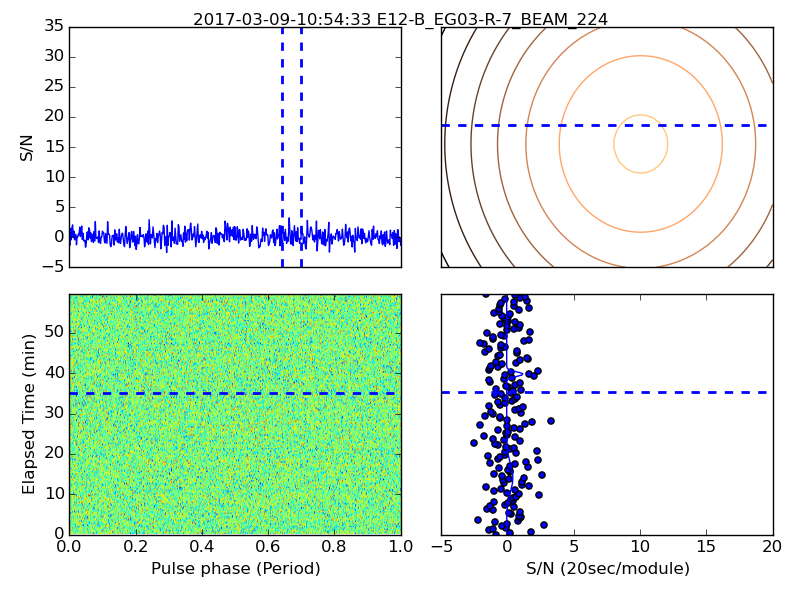 2017-03-09-10:54:33 E12-B_EG03-R-7_BEAM_224
35
30
25
20
15
10
5
0
−5
S/N
50
40
30
20
10
0
Elapsed Time (min)
0.0 0.2 0.4 0.6 0.8 1.0
Pulse phase (Period)
−5 0 5 10 15 20
S/N (20sec/module)